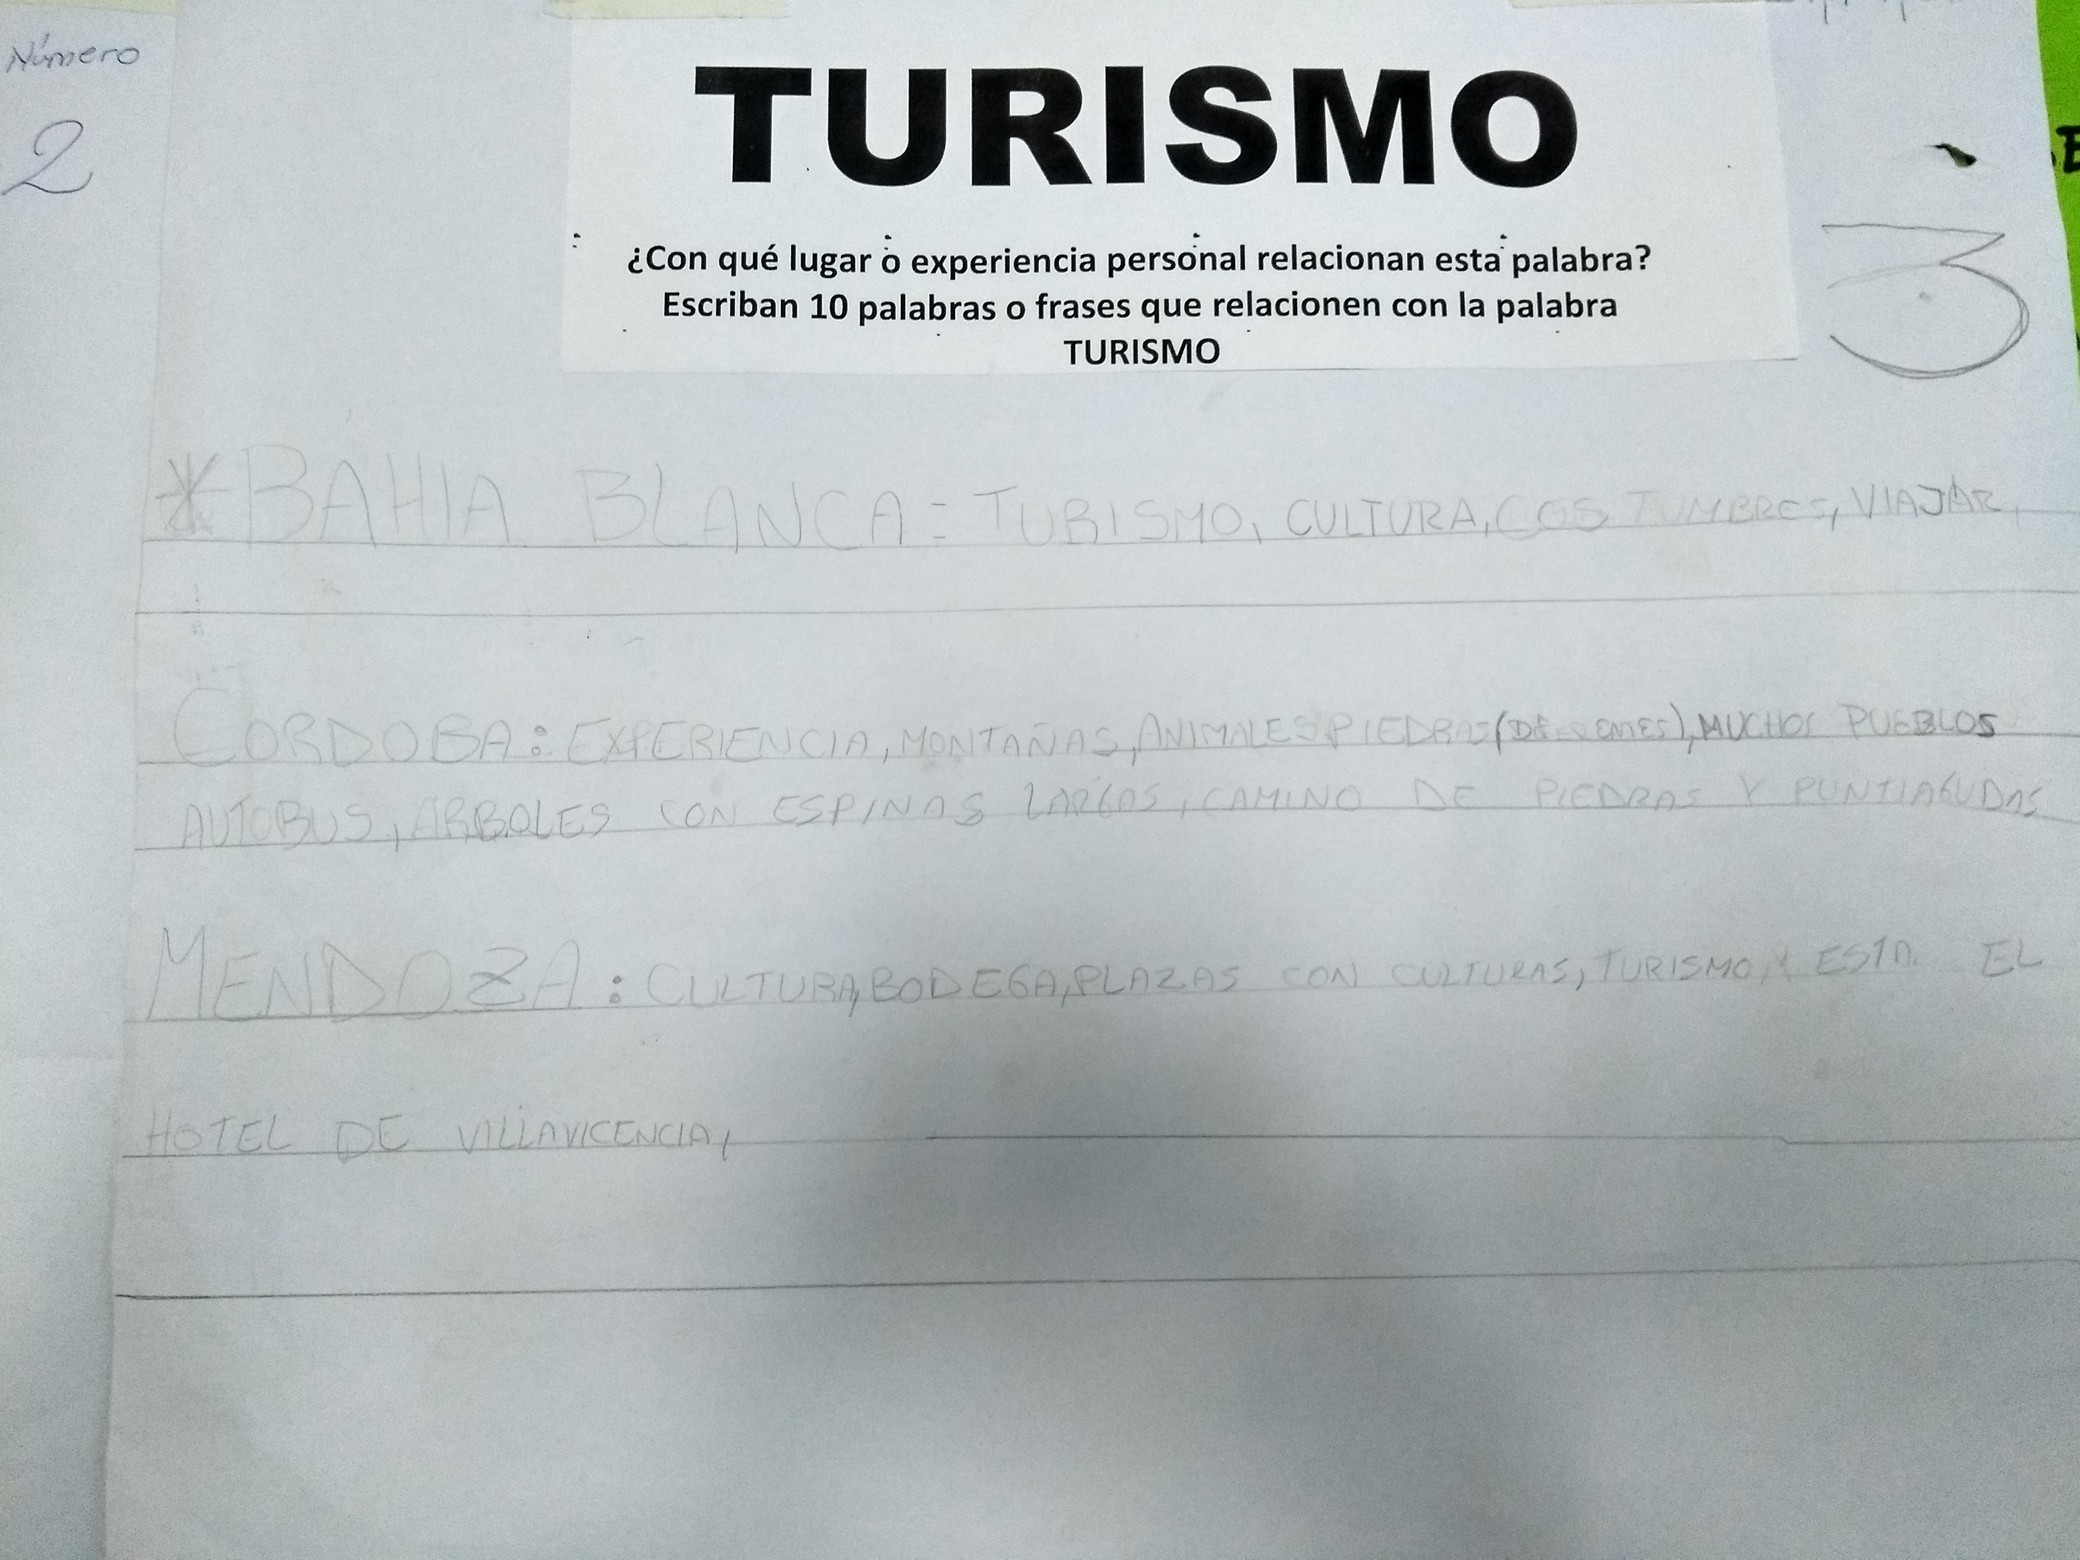 Número
2
TURISMO
¿Con qué lugar o experiencia personal relacionan esta palabra?
Escriban 10 palabras o frases que relacionen con la palabra
TURISMO
3
*BAHIA BLANCA= TURISMO, CULTURA, COSTUMBRES, VIAJAR,
CORDOBA: EXPERIENCIA, MONTAÑAS, ANIMALES PIEDRAS MUCHOS PUEBLOS
AUTOBUS, ARBOLES CON ESPINAS LARGAS, CAMINO DE PIEDRAS Y PUNTIAGUDAS
MENDOZA: CULTURA, BODEGA, PLAZAS CON CULTURAS, TURISMO, Y ESTA EL
HOTEL DE VILLAVICENCIA,